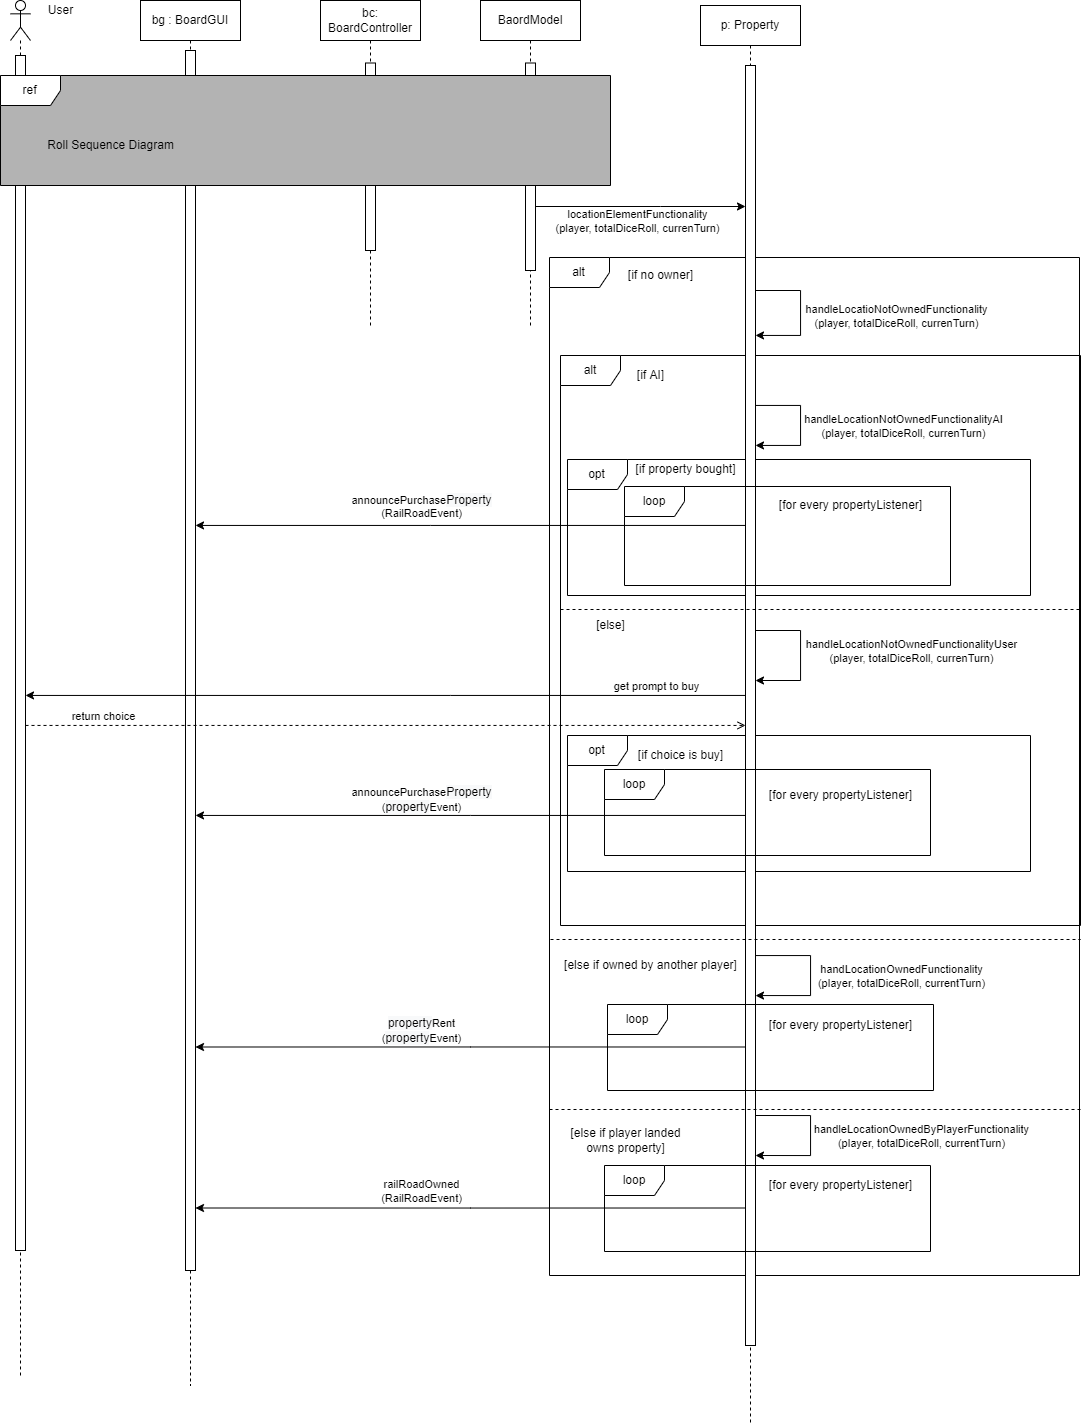 User
bg : BoardGUI
bc:
BoardController
BaordModel
p: Property
ref
Roll Sequence Diagram
locationElementFunctionality
(player, totalDiceRoll, currenTurn)
alt
[if no owner]
handleLocatioNotOwnedFunctionality
(player, totalDiceRoll, currenTurn)
alt
[if AI]
handleLocationNotOwnedFunctionalityAI
(player, totalDiceRoll, currenTurn)
opt
[if property bought]
loop
[for every propertyListener]
announcePurchaseProperty
(RailRoadEvent)
[else]
handleLocationNotOwnedFunctionalityUser
(player, totalDiceRoll, currenTurn)
get prompt to buy
return choice
opt
[if choice is buy]
loop
[for every propertyListener]
announcePurchaseProperty
(propertyEvent)
[else if owned by another player]
handLocationOwnedFunctionality
(player, totalDiceRoll, currentTurn)
loop
[for every propertyListener]
propertyRent
(propertyEvent)
[else if player landed
owns property]
handleLocationOwnedByPlayerFunctionality
(player, totalDiceRoll, currentTurn)
loop
[for every propertyListener]
railRoadOwned
(RailRoadEvent)